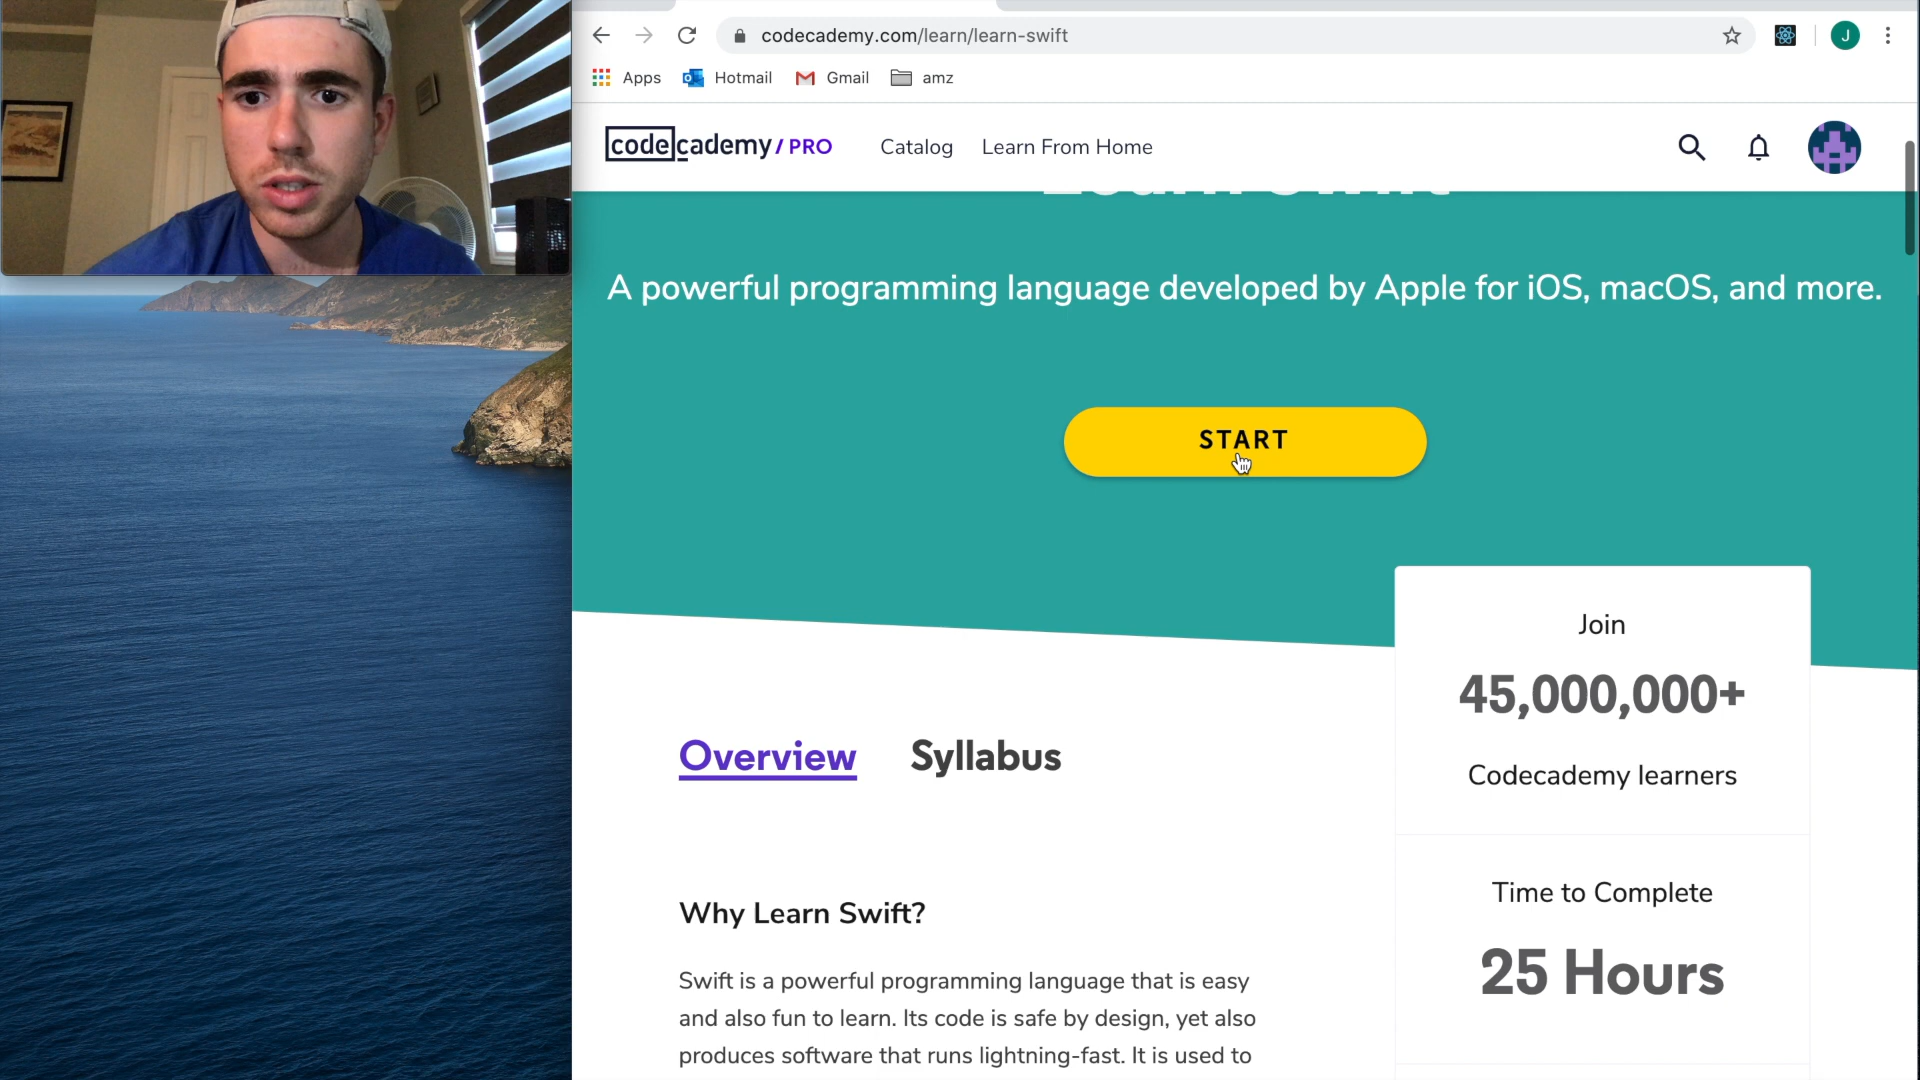 codecademy.com/learn/learn-swift
J
Apps
Hotmail
Gmail
amz
codecademy / PRO
Catalog
Learn From Home
Learn Swift
A powerful programming language developed by Apple for iOS, macOS, and more.
START
Join
45,000,000+
Codecademy learners
Overview
Syllabus
Time to Complete
25 Hours
Why Learn Swift?
Swift is a powerful programming language that is easy
and also fun to learn. Its code is safe by design, yet also
produces software that runs lightning-fast. It is used to